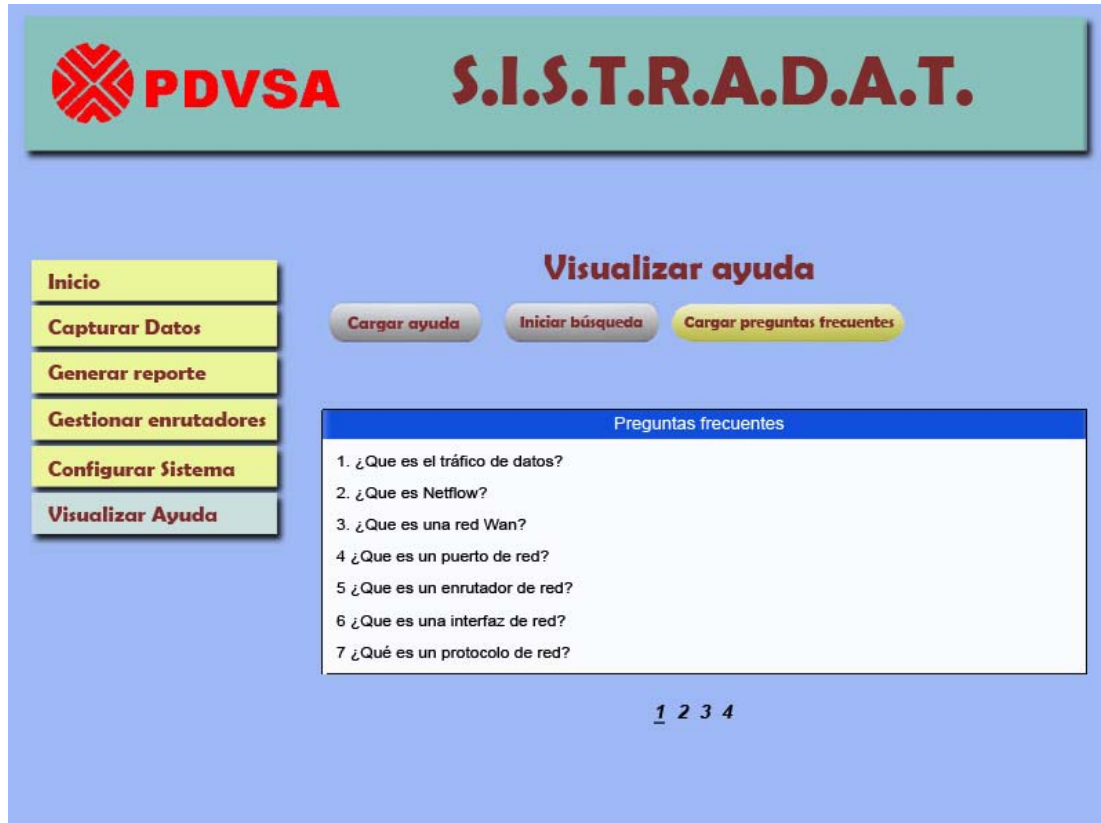 PDVSA
S.I.S.T.R.A.D.A.T.
Inicio
Capturar Datos
Generar reporte
Gestionar enrutadores
Configurar Sistema
Visualizar Ayuda
Visualizar ayuda
Cargar ayuda
Iniciar búsqueda
Cargar preguntas frecuentes
Preguntas frecuentes
1. ¿Que es el tráfico de datos?
2. ¿Que es Netflow?
3. ¿Que es una red Wan?
4 ¿Que es un puerto de red?
5 ¿Que es un enrutador de red?
6 ¿Que es una interfaz de red?
7 ¿Qué es un protocolo de red?
1 2 3 4